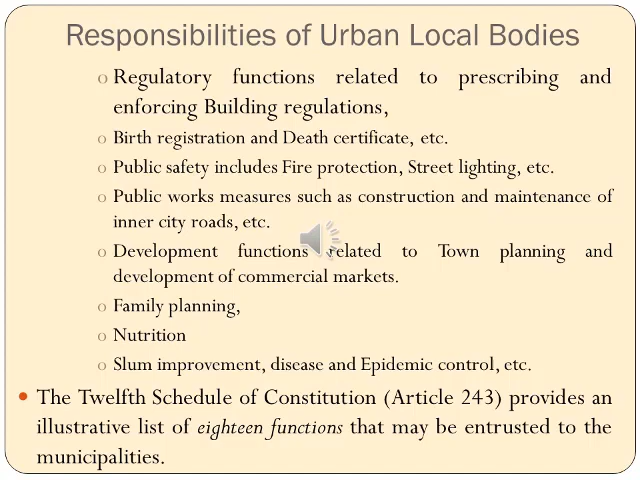 Responsibilities of Urban Local Bodies
o Regulatory functions related to prescribing and
enforcing Building regulations,
o Birth registration and Death certificate, etc.
o Public safety includes Fire protection, Street lighting, etc.
o Public works measures such as construction and maintenance of
inner city roads, etc.
o Development functions related to Town planning and
development of commercial markets.
o Family planning,
o Nutrition
o Slum improvement, disease and Epidemic control, etc.
• The Twelfth Schedule of Constitution (Article 243) provides an
illustrative list of eighteen functions that may be entrusted to the
municipalities.